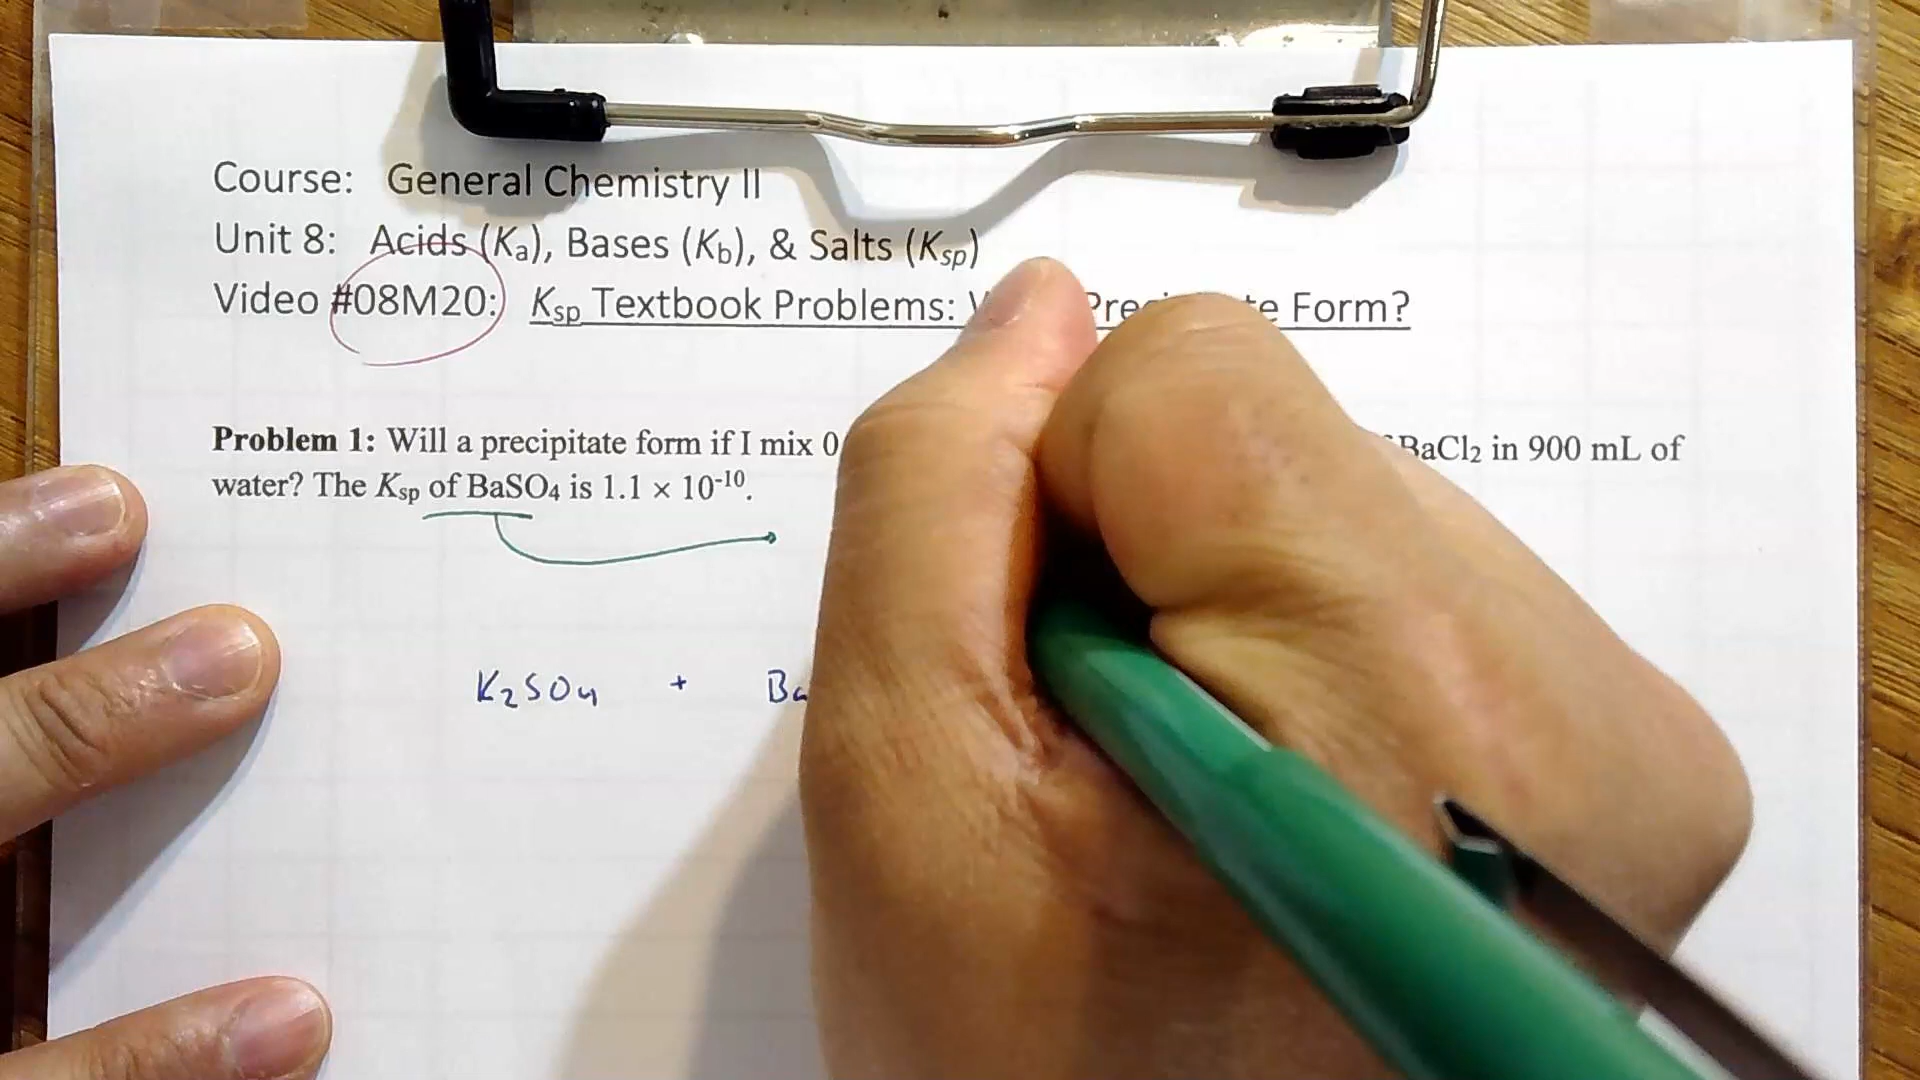 Course: General Chemistry II
Unit 8: Acids (Ka), Bases (Kb), & Salts (Ksp)
Video #08M20: Ksp Textbook Problems: Form?
Problem 1: Will a precipitate form if I mix BaCl₂ in 900 mL of
water? The Ksp of BaSO₄ is 1.1 × 10⁻¹⁰.
K₂SO₄ + Ba